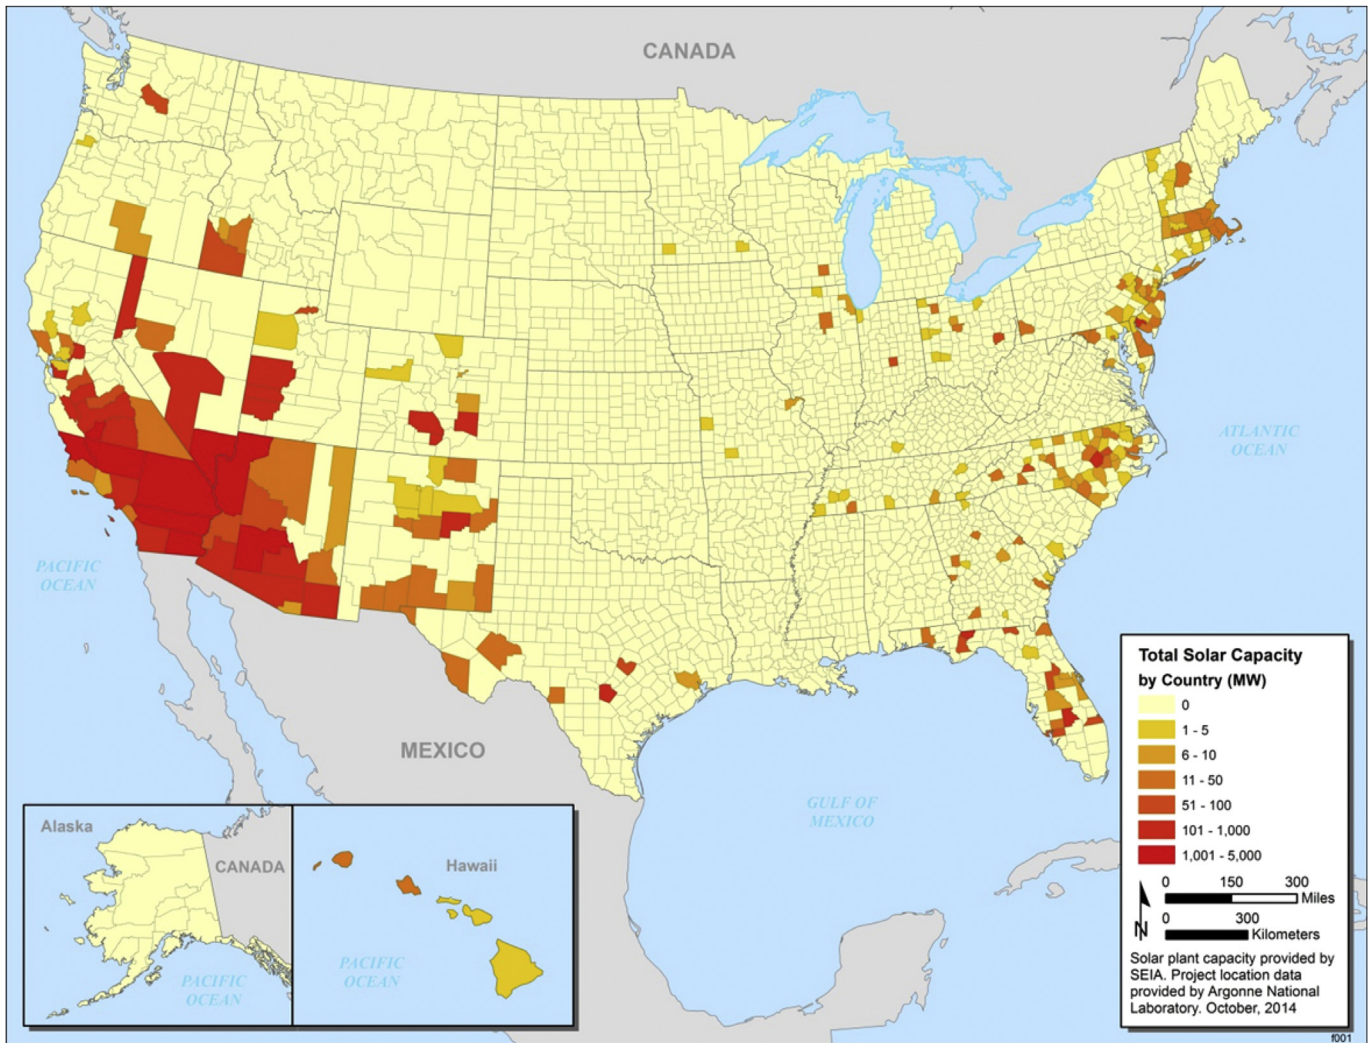 CANADA
PACIFIC
OCEAN
ATLANTIC
OCEAN
MEXICO
GULF OF
MEXICO
Alaska
CANADA
PACIFIC
OCEAN
Hawaii
PACIFIC
OCEAN
Total Solar Capacity
by Country (MW)
0
1 - 5
6 - 10
11 - 50
51 - 100
101 - 1,000
1,001 - 5,000
N
0 150 300
Miles
0 300
Kilometers
Solar plant capacity provided by
SEIA. Project location data
provided by Argonne National
Laboratory. October, 2014
f001